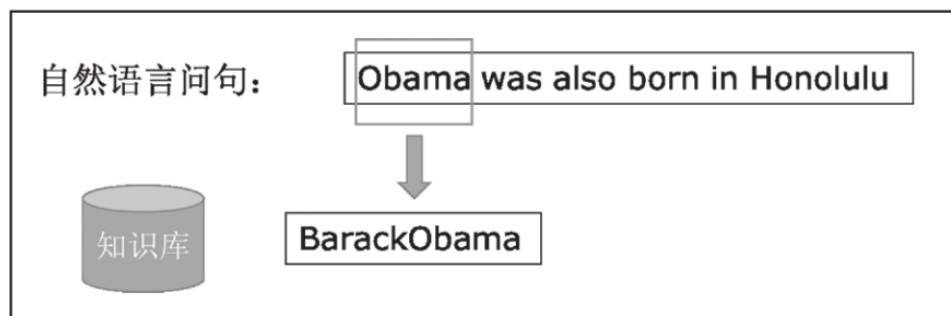 自然语言问句： Obama was also born in Honolulu
知识库 BarackObama